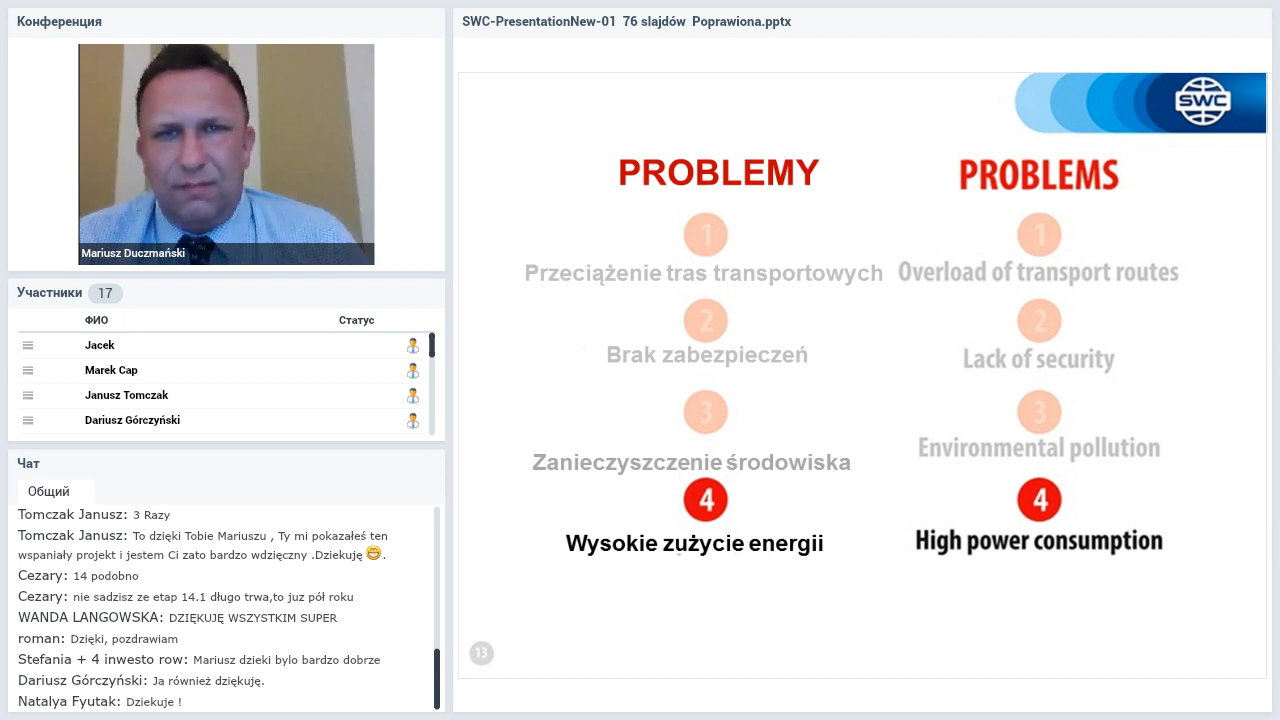 Конференция
Mariusz Duczmański
Участники 17
ФИО Статус
Jacek
Marek Cap
Janusz Tomczak
Dariusz Górczyński
Чат
Общий
Tomczak Janusz: 3 Razy
Tomczak Janusz: To dzięki Tobie Mariuszu , Ty mi pokazałeś ten
wspaniały projekt i jestem Ci zato bardzo wdzięczny .Dziekuję 😁.
Cezary: 14 podobno
Cezary: nie sadzisz ze etap 14.1 długo trwa,to juz pół roku
WANDA LANGOWSKA: DZIĘKUJĘ WSZYSTKIM SUPER
roman: Dzięki, pozdrawiam
Stefania + 4 inwesto row: Mariusz dzieki bylo bardzo dobrze
Dariusz Górczyński: Ja również dziękuję.
Natalya Fyutak: Dziekuje !
SWC-PresentationNew-01 76 slajdów Poprawiona.pptx
SWC
PROBLEMY
1
Przeciążenie tras transportowych
2
Brak zabezpieczeń
3
Zanieczyszczenie środowiska
4
Wysokie zużycie energii
PROBLEMS
1
Overload of transport routes
2
Lack of security
3
Environmental pollution
4
High power consumption
13